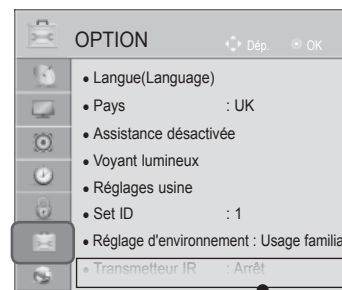 OPTION Dép. OK
• Langue(Language)
• Pays : UK
• Assistance désactivée
• Voyant lumineux
• Réglages usine
• Set ID : 1
• Réglage d'environnement : Usage familia
• Transmetteur IR : Arrêt